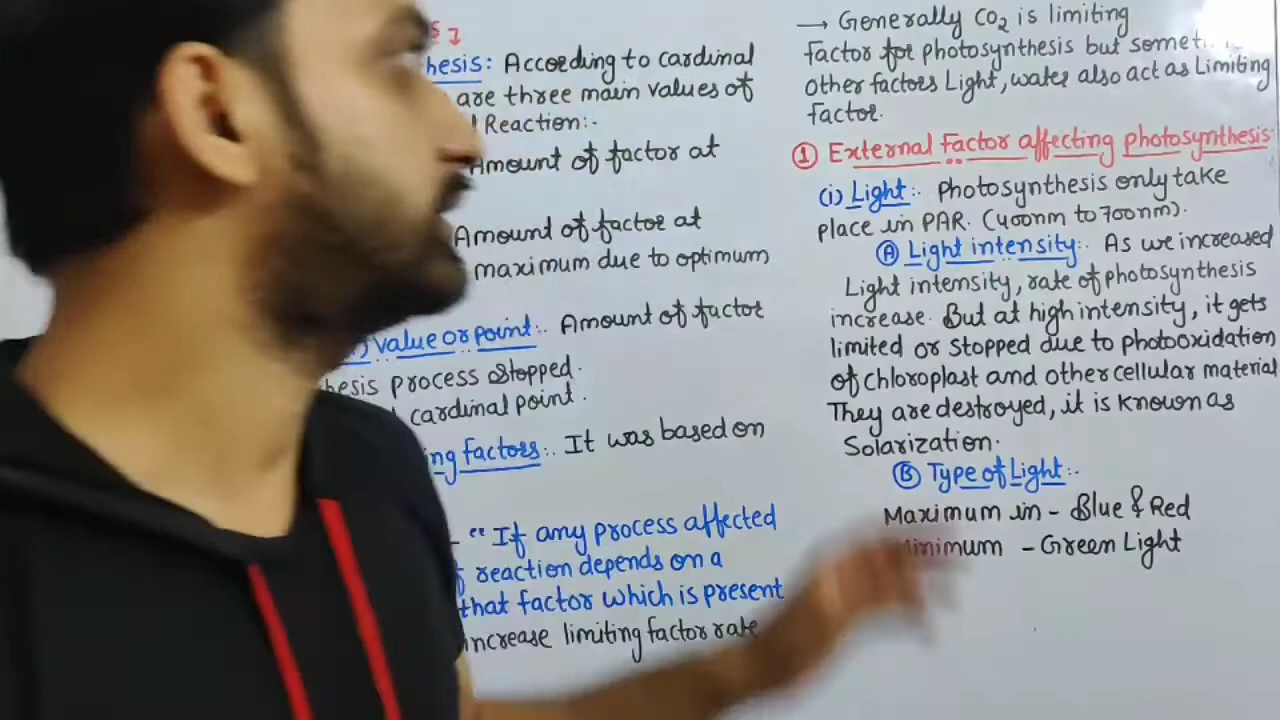 hesis: According to cardinal
are three main values of
Reaction:-
Amount of factor at
Amount of factor at
maximum due to optimum
value or point:. Amount of factor
hesis process stopped.
cardinal point.
ng factors:. It was based on
- "If any process affected
reaction depends on a
that factor which is present
increase limiting factor rate
→ Generally CO2 is limiting
Factor for photosynthesis but
other factors Light, water also act as Limiting
factor.
① External Factor affecting photosynthesis
(i) Light:. Photosynthesis only take
place in PAR. (400nm to 700nm).
Ⓐ Light intensity:. As we increased
Light intensity, rate of photosynthesis
increase. But at high intensity, it gets
limited or stopped due to photooxidation
of chloroplast and other cellular material
They are destroyed, it is known as
Solarization.
Ⓑ Type of Light:.
Maximum in - Blue & Red
Minimum - Green Light